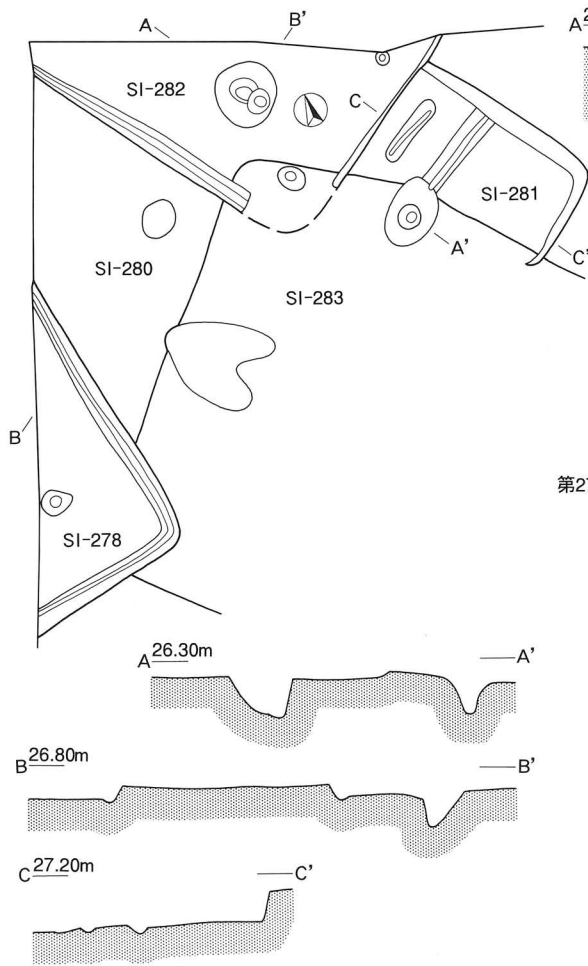 A
B'
A
SI-282
C
SI-281
A'
C'
SI-280
SI-283
B
SI-278
第2
A 26.30m
A'
B 26.80m
B'
C 27.20m
C'